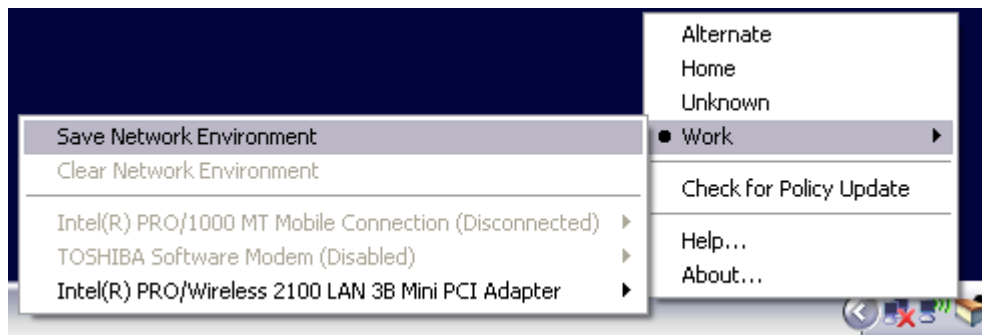 Alternate
Home
Unknown
Work
Check for Policy Update
Help...
About...
Save Network Environment
Clear Network Environment
Intel(R) PRO/1000 MT Mobile Connection (Disconnected)
TOSHIBA Software Modem (Disabled)
Intel(R) PRO/Wireless 2100 LAN 3B Mini PCI Adapter